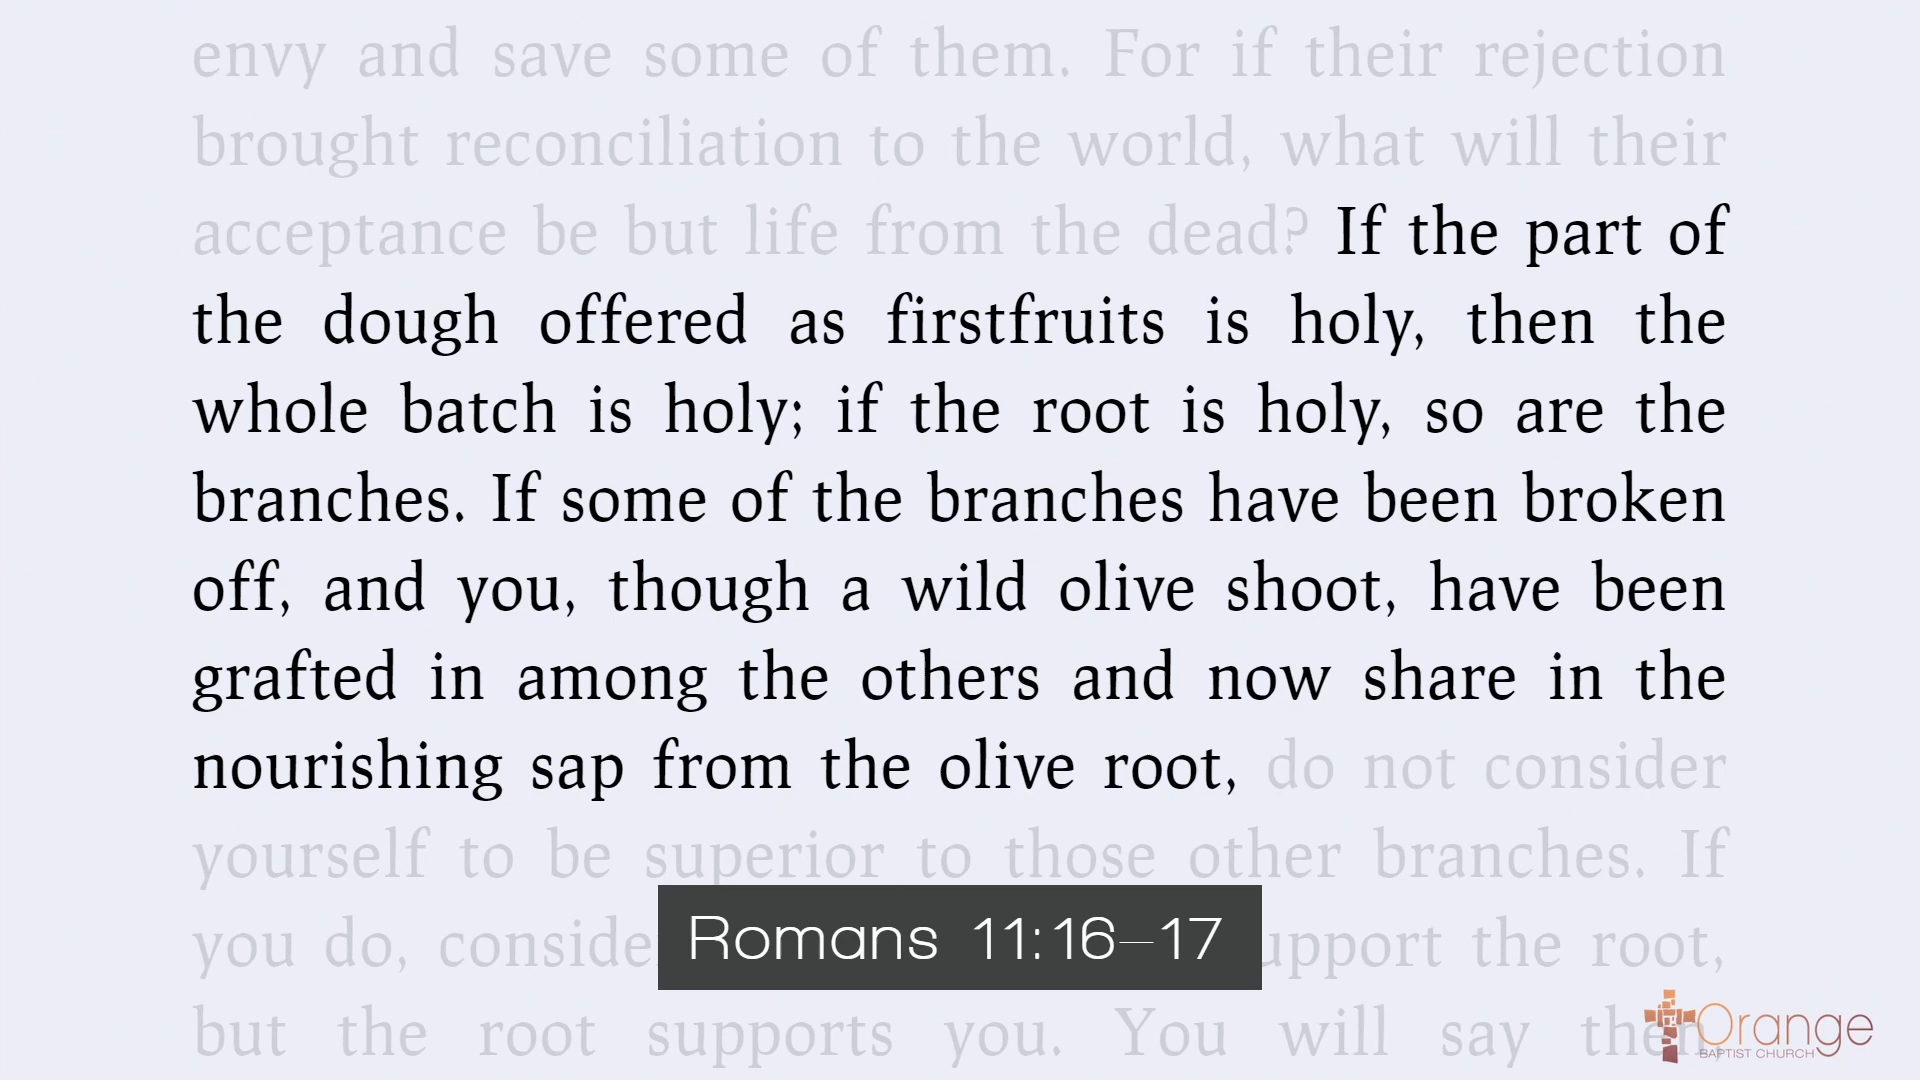 envy and save some of them. For if their rejection
brought reconciliation to the world, what will their
acceptance be but life from the dead? If the part of
the dough offered as firstfruits is holy, then the
whole batch is holy; if the root is holy, so are the
branches. If some of the branches have been broken
off, and you, though a wild olive shoot, have been
grafted in among the others and now share in the
nourishing sap from the olive root, do not consider
yourself to be superior to those other branches. If
you do, conside upport the root,
Romans 11:16–17
but the root supports you. You will say then,
Orange
BAPTIST CHURCH